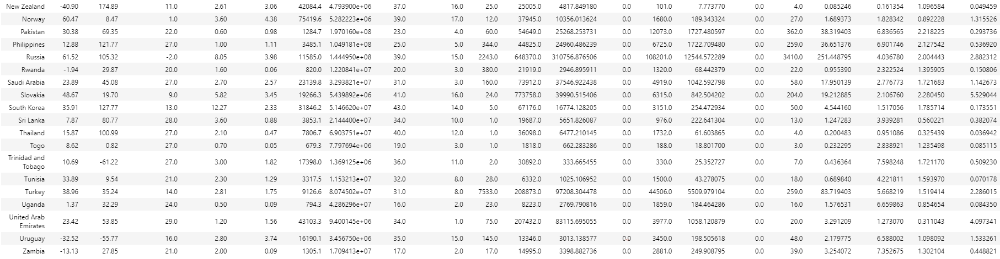 New Zealand -40.90 174.89 11.0 2.61 3.06 42084.4 4.793900e+06 37.0 16.0 25.0 25005.0 4817.849180 0.0 101.0 7.773770 0.0 4.0 0.085246 0.161354 1.096584 0.049459
Norway 60.47 8.47 1.0 3.60 4.38 75419.6 5.282223e+06 39.0 17.0 12.0 37945.0 10356.013624 0.0 1680.0 189.343324 0.0 27.0 1.689373 1.828342 0.892228 1.315526
Pakistan 30.38 69.35 22.0 0.60 0.98 1284.7 1.970160e+08 23.0 4.0 60.0 54649.0 25268.253731 0.0 12073.0 1727.480597 0.0 362.0 38.319403 6.836565 2.218225 0.293736
Philippines 12.88 121.77 27.0 1.00 1.11 3485.1 1.049181e+08 25.0 5.0 344.0 44825.0 24960.486239 0.0 6725.0 1722.709480 0.0 259.0 36.651376 6.901746 2.127542 0.536920
Russia 61.52 105.32 -2.0 8.05 3.98 11585.0 1.444950e+08 39.0 15.0 2243.0 648370.0 310756.876506 0.0 108201.0 12544.572289 0.0 3410.0 251.448795 4.036780 2.004443 2.882312
Rwanda -1.94 29.87 20.0 1.60 0.06 820.0 1.220841e+07 20.0 3.0 380.0 21919.0 2946.895911 0.0 1320.0 68.442379 0.0 22.0 0.955390 2.322524 1.395905 0.150806
Saudi Arabia 23.89 45.08 27.0 2.70 2.57 23139.8 3.293821e+07 31.0 3.0 160.0 73912.0 37546.922438 0.0 4919.0 1042.592798 0.0 58.0 17.950139 2.776773 1.721683 1.142673
Slovakia 48.67 19.70 9.0 5.82 3.45 19266.3 5.439892e+06 41.0 16.0 24.0 773758.0 39990.515406 0.0 6315.0 842.504202 0.0 204.0 19.212885 2.106760 2.280450 5.529044
South Korea 35.91 127.77 13.0 12.27 2.33 31846.2 5.146620e+07 43.0 14.0 5.0 67176.0 16774.128205 0.0 3151.0 254.472934 0.0 50.0 4.544160 1.517056 1.785714 0.173551
Sri Lanka 7.87 80.77 28.0 3.60 0.88 3853.1 2.144400e+07 34.0 10.0 1.0 19687.0 5651.826087 0.0 976.0 222.641304 0.0 13.0 1.247283 3.939281 0.560221 0.382074
Thailand 15.87 100.99 27.0 2.10 0.47 7806.7 6.903751e+07 40.0 12.0 1.0 36098.0 6477.210145 0.0 1732.0 61.603865 0.0 4.0 0.200483 0.951086 0.325439 0.036942
Togo 8.62 0.82 27.0 0.70 0.05 679.3 7.797694e+06 19.0 3.0 1.0 1818.0 662.283286 0.0 188.0 18.801700 0.0 3.0 0.232295 2.838921 1.235498 0.085115
Trinidad and
Tobago 10.69 -61.22 27.0 3.00 1.82 17398.0 1.369125e+06 36.0 11.0 2.0 30892.0 333.665455 0.0 330.0 25.352727 0.0 7.0 0.436364 7.598248 1.721170 0.509230
Tunisia 33.89 9.54 21.0 2.30 1.29 3317.5 1.153213e+07 32.0 8.0 28.0 6332.0 1025.106952 0.0 1500.0 43.278075 0.0 18.0 0.689840 4.221811 1.593970 0.070178
Turkey 38.96 35.24 14.0 2.81 1.75 9126.6 8.074502e+07 31.0 8.0 7533.0 208873.0 97208.304478 0.0 44506.0 5509.979104 0.0 259.0 83.719403 5.668219 1.519414 2.286015
Uganda 1.37 32.29 24.0 0.50 0.09 794.3 4.286296e+07 16.0 2.0 23.0 8223.0 2769.790816 0.0 1859.0 184.464286 0.0 16.0 1.576531 6.659863 0.854654 0.084350
United Arab
Emirates 23.42 53.85 29.0 1.20 1.56 43103.3 9.400145e+06 34.0 1.0 75.0 207432.0 83115.695055 0.0 3977.0 1058.120879 0.0 20.0 3.291209 1.273070 0.311043 4.097341
Uruguay -32.52 -55.77 16.0 2.80 3.74 16190.1 3.456750e+06 35.0 15.0 145.0 13346.0 3013.138577 0.0 3450.0 198.505618 0.0 48.0 2.179775 6.588002 1.098092 1.533261
Zambia -13.13 27.85 21.0 2.00 0.09 1305.1 1.709413e+07 17.0 2.0 17.0 14995.0 3398.882736 0.0 2881.0 249.908795 0.0 39.0 3.254072 7.352675 1.302104 0.448821